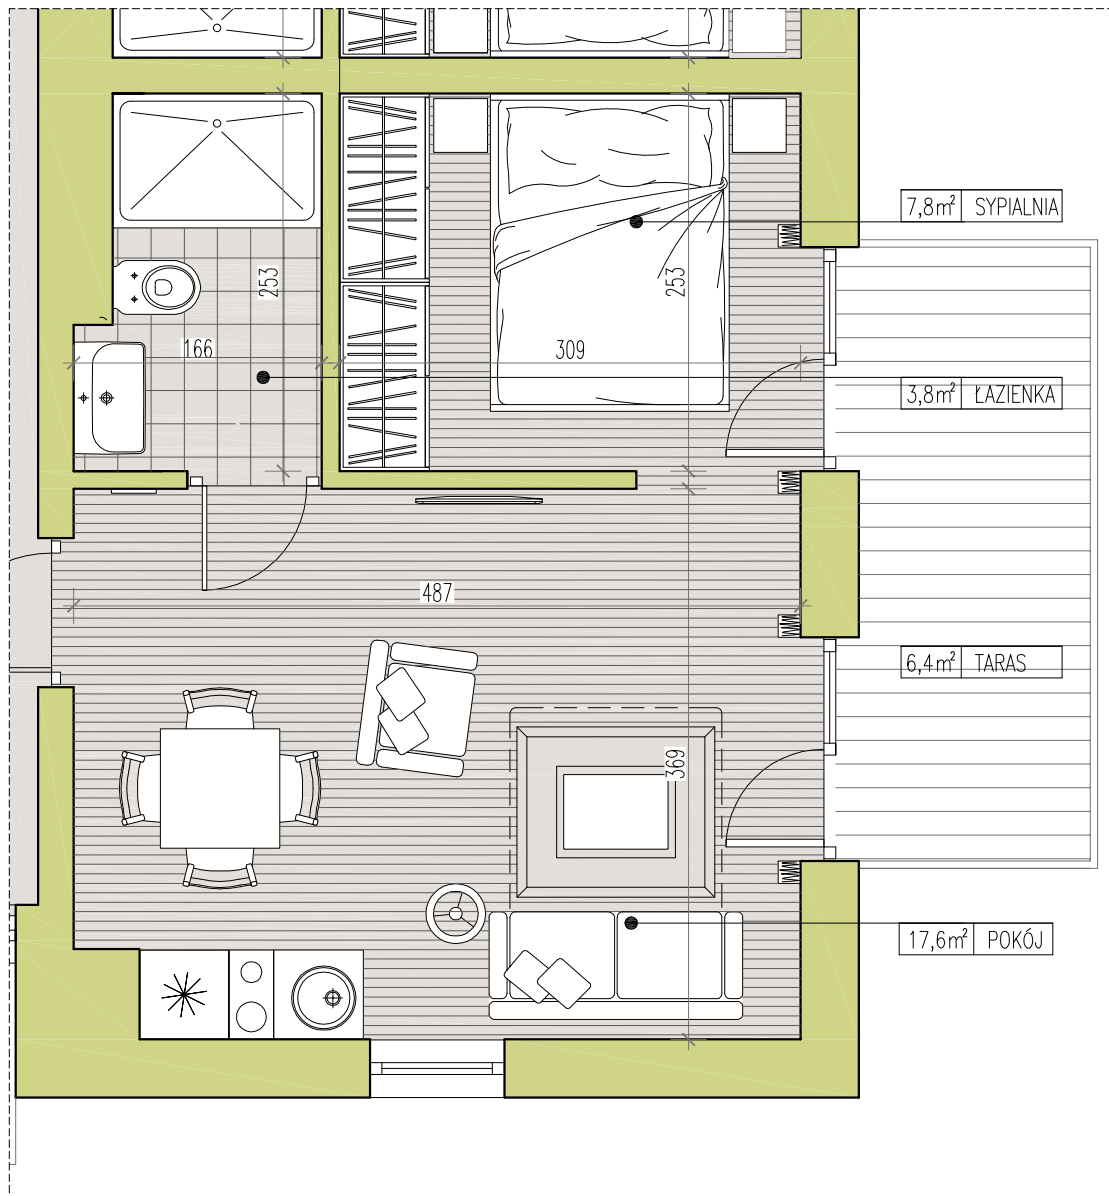 7,8m² SYPIALNIA
253
253
166
309
3,8m² ŁAZIENKA
487
6,4m² TARAS
369
17,6m² POKÓJ